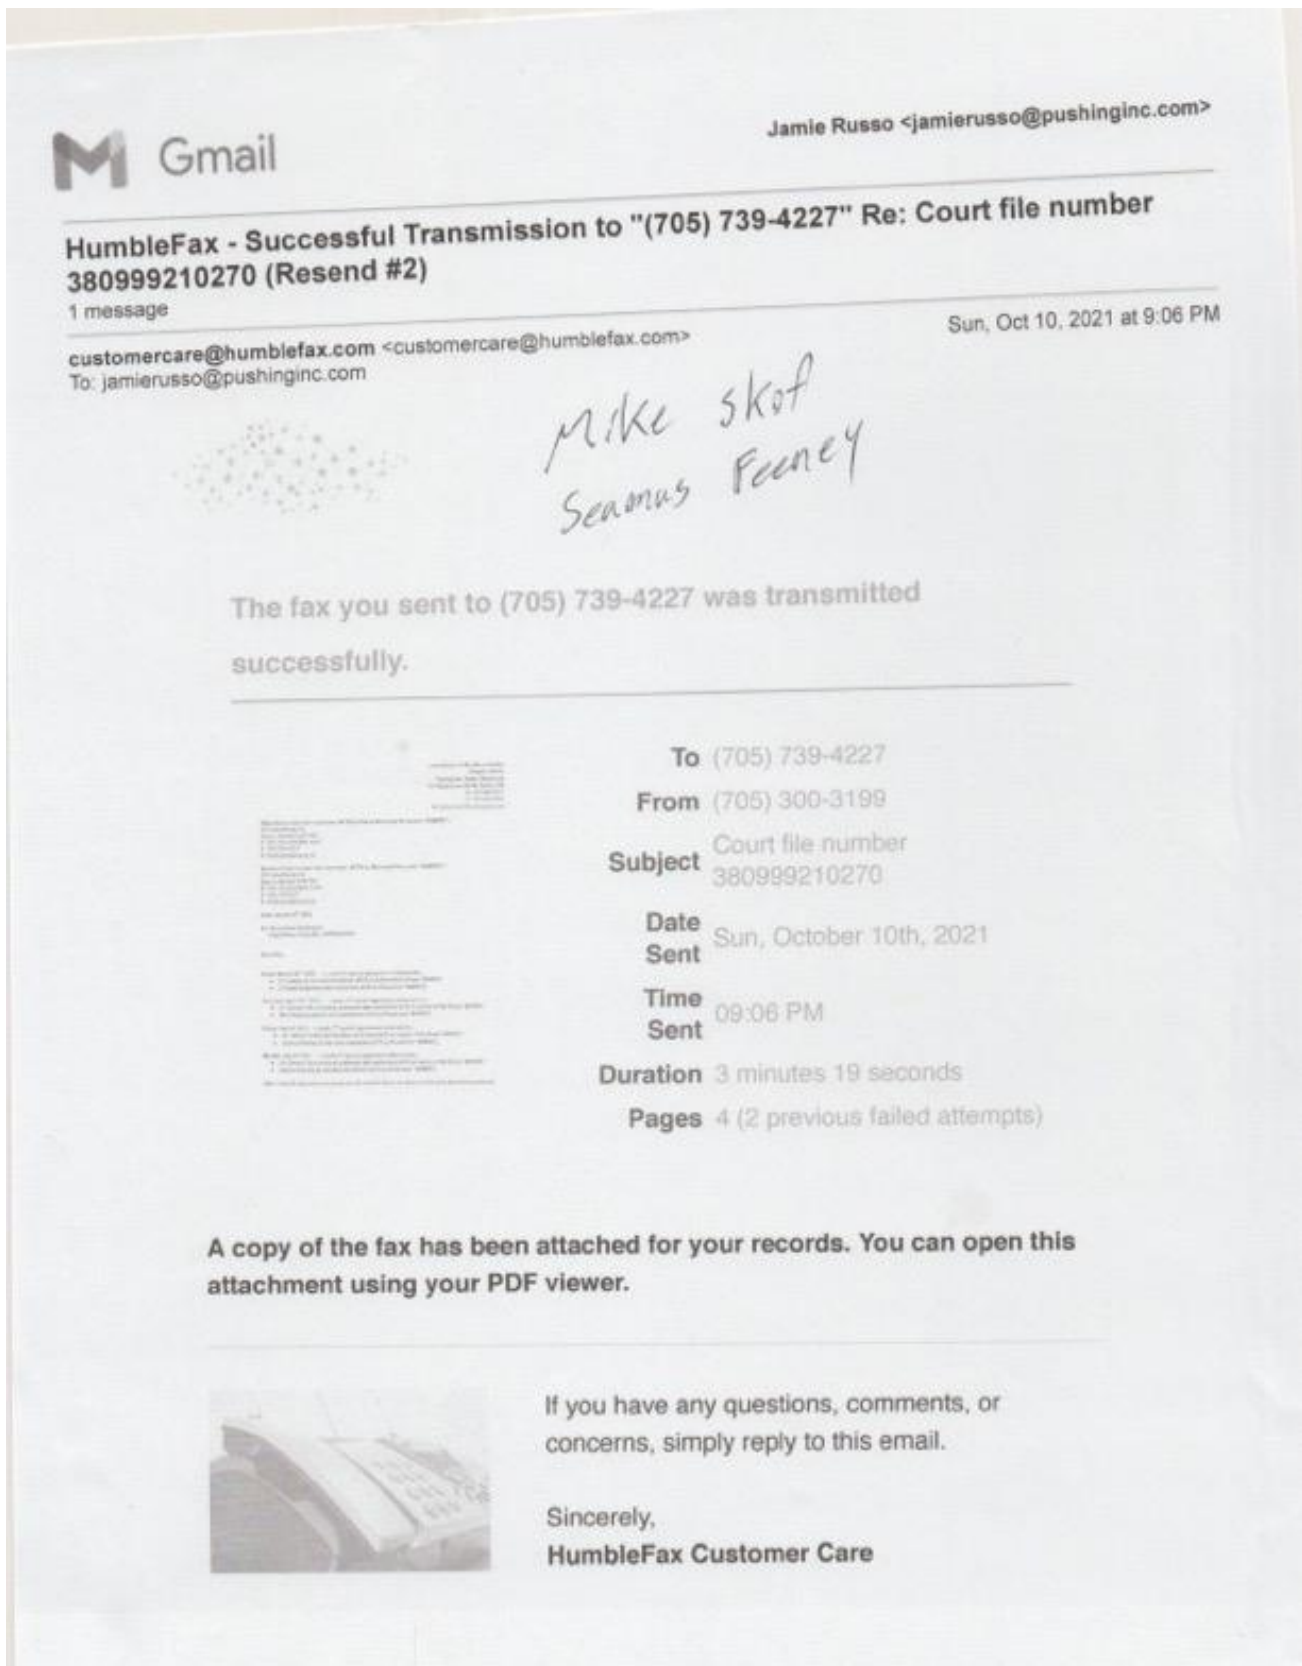 Gmail
Jamie Russo <jamierusso@pushinginc.com>
HumbleFax - Successful Transmission to "(705) 739-4227" Re: Court file number
380999210270 (Resend #2)
1 message
customercare@humblefax.com <customercare@humblefax.com>
Sun, Oct 10, 2021 at 9:06 PM
To: jamierusso@pushinginc.com
Mike Skof
Seamus Feeney
The fax you sent to (705) 739-4227 was transmitted
successfully.
To (705) 739-4227
From (705) 300-3199
Subject Court file number
380999210270
Date Sent Sun, October 10th, 2021
Time Sent 09:06 PM
Duration 3 minutes 19 seconds
Pages 4 (2 previous failed attempts)
A copy of the fax has been attached for your records. You can open this
attachment using your PDF viewer.
If you have any questions, comments, or
concerns, simply reply to this email.
Sincerely,
HumbleFax Customer Care